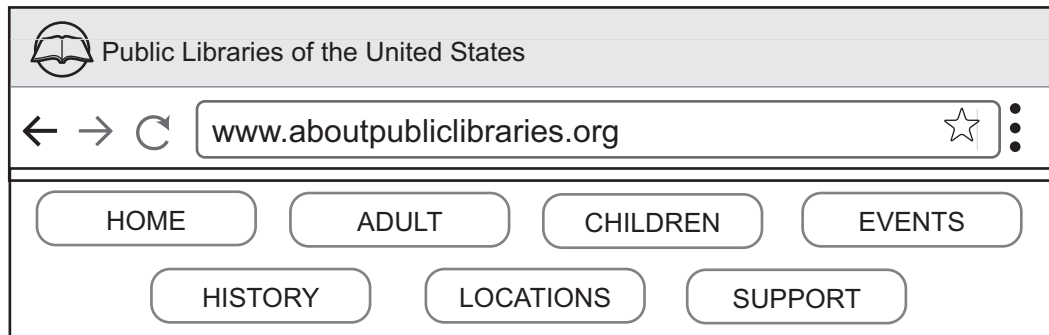 Public Libraries of the United States
www.aboutpubliclibraries.org
HOME ADULT CHILDREN EVENTS
HISTORY LOCATIONS SUPPORT